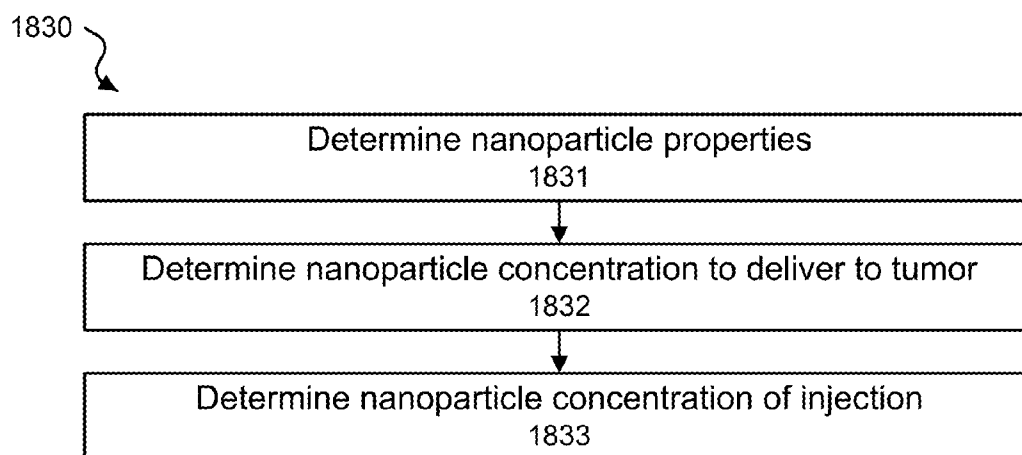 1830
Determine nanoparticle properties
1831
Determine nanoparticle concentration to deliver to tumor
1832
Determine nanoparticle concentration of injection
1833